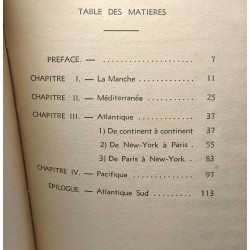 TABLE DES MATIERES
PREFACE. — 7
CHAPITRE I. — La Manche 11
CHAPITRE II. — Méditerranée 25
CHAPITRE III. — Atlantique 37
1) De continent à continent 37
2) De New-York à Paris . 55
3) De Paris à New-York . 83
CHAPITRE IV. — Pacifique 97
EPILOGUE. — Atlantique Sud 113